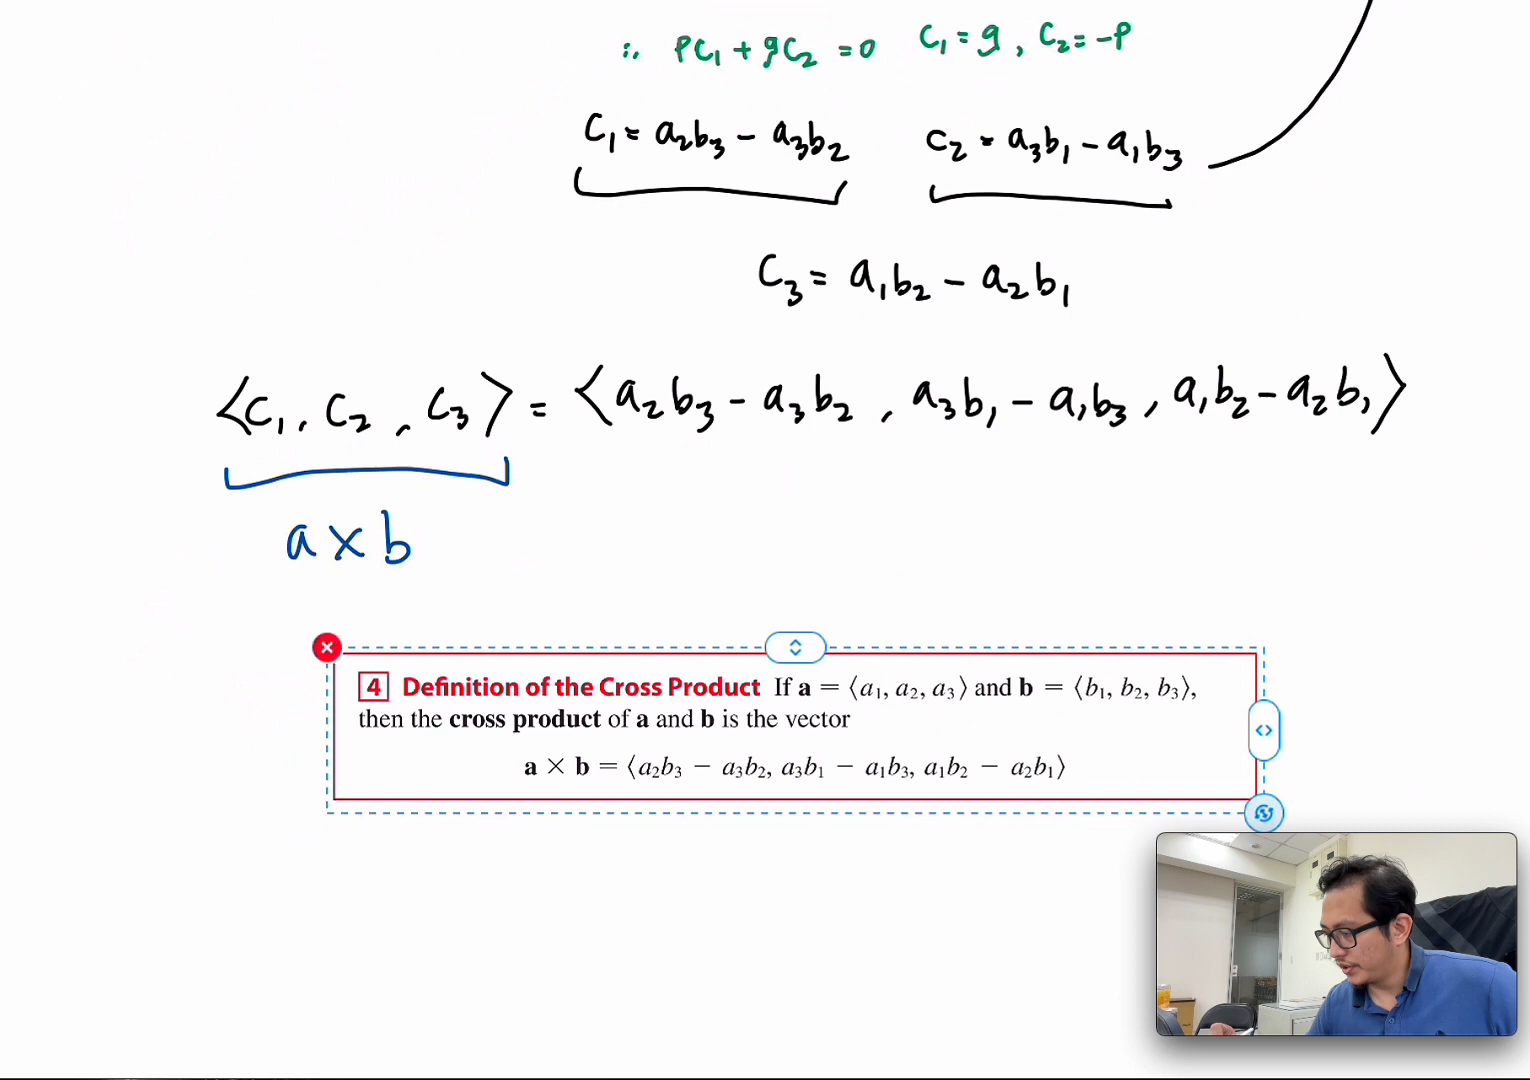 ∴ pc₁ + qc₂ = 0 c₁ = q, c₂ = -p
c₁ = a₂b₃ - a₃b₂ c₂ = a₃b₁ - a₁b₃
c₃ = a₁b₂ - a₂b₁
⟨c₁, c₂, c₃⟩ = ⟨a₂b₃ - a₃b₂, a₃b₁ - a₁b₃, a₁b₂ - a₂b₁⟩
a × b
4 Definition of the Cross Product If a = ⟨a₁, a₂, a₃⟩ and b = ⟨b₁, b₂, b₃⟩,
then the cross product of a and b is the vector
a × b = ⟨a₂b₃ − a₃b₂, a₃b₁ − a₁b₃, a₁b₂ − a₂b₁⟩